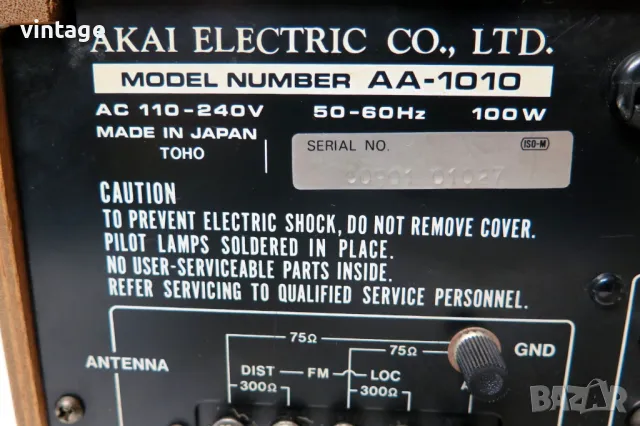 vasimir
AKAI ELECTRIC CO., LTD.
MODEL NUMBER AA-1010
AC 110-240V 50-60Hz 100W
MADE IN JAPAN
TOHO
SERIAL NO. ISO-M
CAUTION
TO PREVENT ELECTRIC SHOCK, DO NOT REMOVE COVER.
PILOT LAMPS SOLDERED IN PLACE.
NO USER-SERVICEABLE PARTS INSIDE.
REFER SERVICING TO QUALIFIED SERVICE PERSONNEL.
75Ω
75Ω GND
ANTENNA
DIST FM LOC
300Ω 300Ω
BAZAR